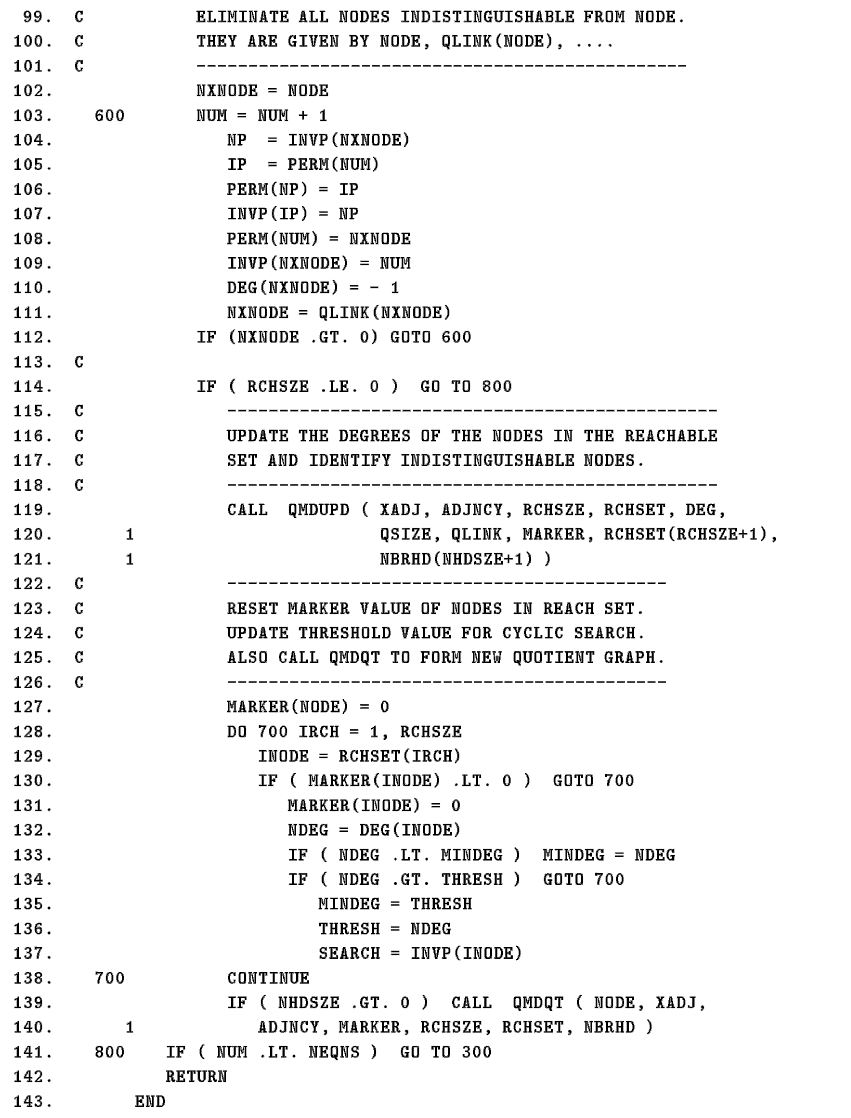 99. C ELIMINATE ALL NODES INDISTINGUISHABLE FROM NODE.
100. C THEY ARE GIVEN BY NODE, QLINK(NODE), ....
101. C -----------------------------------------------
102. NXNODE = NODE
103. 600 NUM = NUM + 1
104. NP = INVP(NXNODE)
105. IP = PERM(NUM)
106. PERM(NP) = IP
107. INVP(IP) = NP
108. PERM(NUM) = NXNODE
109. INVP(NXNODE) = NUM
110. DEG(NXNODE) = - 1
111. NXNODE = QLINK(NXNODE)
112. IF (NXNODE .GT. 0) GOTO 600
113. C
114. IF ( RCHSZE .LE. 0 ) GO TO 800
115. C -----------------------------------------------
116. C UPDATE THE DEGREES OF THE NODES IN THE REACHABLE
117. C SET AND IDENTIFY INDISTINGUISHABLE NODES.
118. C -----------------------------------------------
119. CALL QMDUPD ( XADJ, ADJNCY, RCHSZE, RCHSET, DEG,
120. 1 QSIZE, QLINK, MARKER, RCHSET(RCHSZE+1),
121. 1 NBRHD(NHDSZE+1) )
122. C ------------------------------------------
123. C RESET MARKER VALUE OF NODES IN REACH SET.
124. C UPDATE THRESHOLD VALUE FOR CYCLIC SEARCH.
125. C ALSO CALL QMDQT TO FORM NEW QUOTIENT GRAPH.
126. C ------------------------------------------
127. MARKER(NODE) = 0
128. DO 700 IRCH = 1, RCHSZE
129. INODE = RCHSET(IRCH)
130. IF ( MARKER(INODE) .LT. 0 ) GOTO 700
131. MARKER(INODE) = 0
132. NDEG = DEG(INODE)
133. IF ( NDEG .LT. MINDEG ) MINDEG = NDEG
134. IF ( NDEG .GT. THRESH ) GOTO 700
135. MINDEG = THRESH
136. THRESH = NDEG
137. SEARCH = INVP(INODE)
138. 700 CONTINUE
139. IF ( NHDSZE .GT. 0 ) CALL QMDQT ( NODE, XADJ,
140. 1 ADJNCY, MARKER, RCHSZE, RCHSET, NBRHD )
141. 800 IF ( NUM .LT. NEQNS ) GO TO 300
142. RETURN
143. END